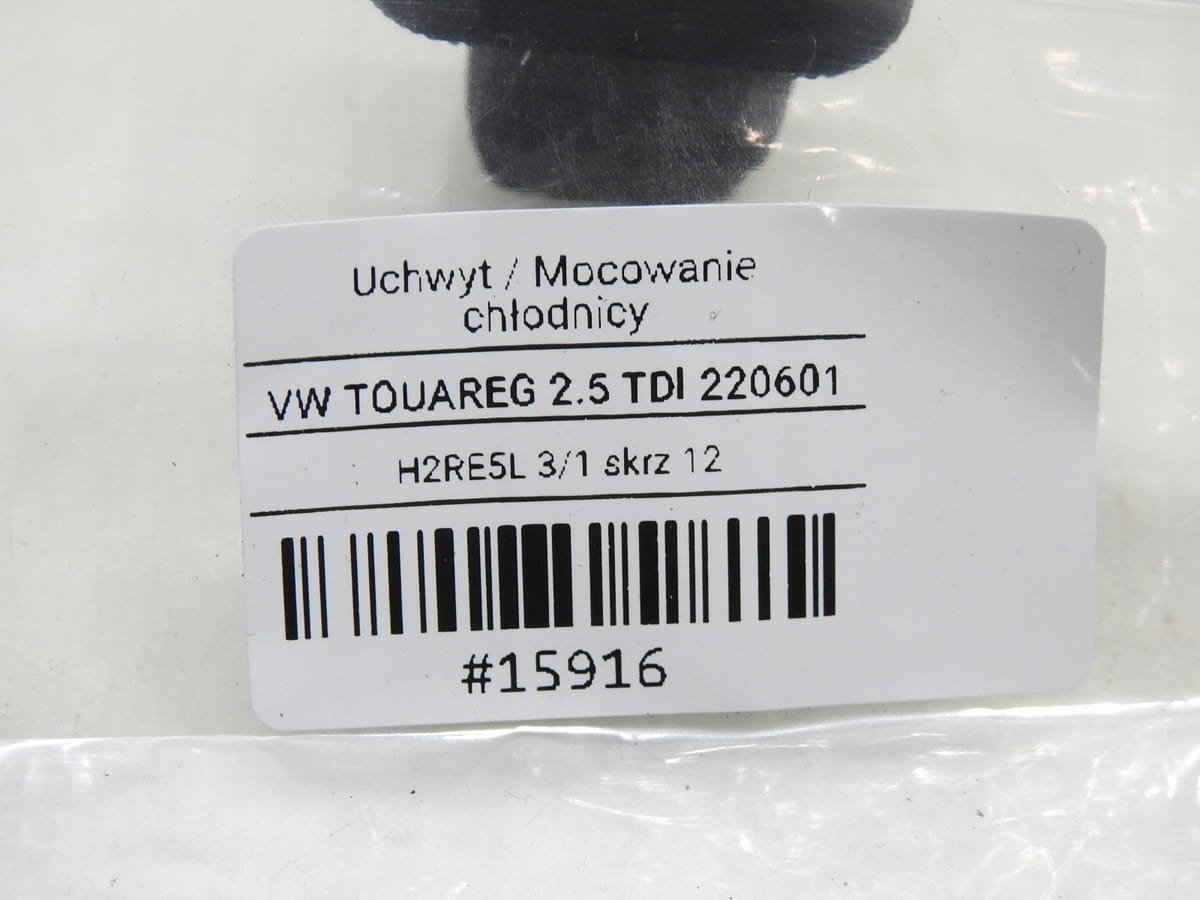 Uchwyt / Mocowanie
chłodnicy
VW TOUAREG 2.5 TDI 220601
H2RE5L 3/1 skrz 12
#15916